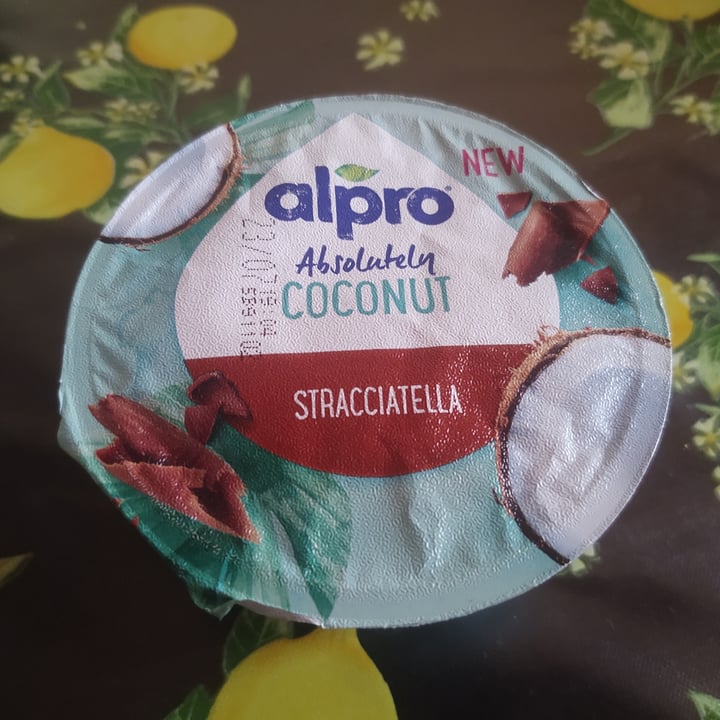 NEW
alpro
Absolutely
COCONUT
STRACCIATELLA